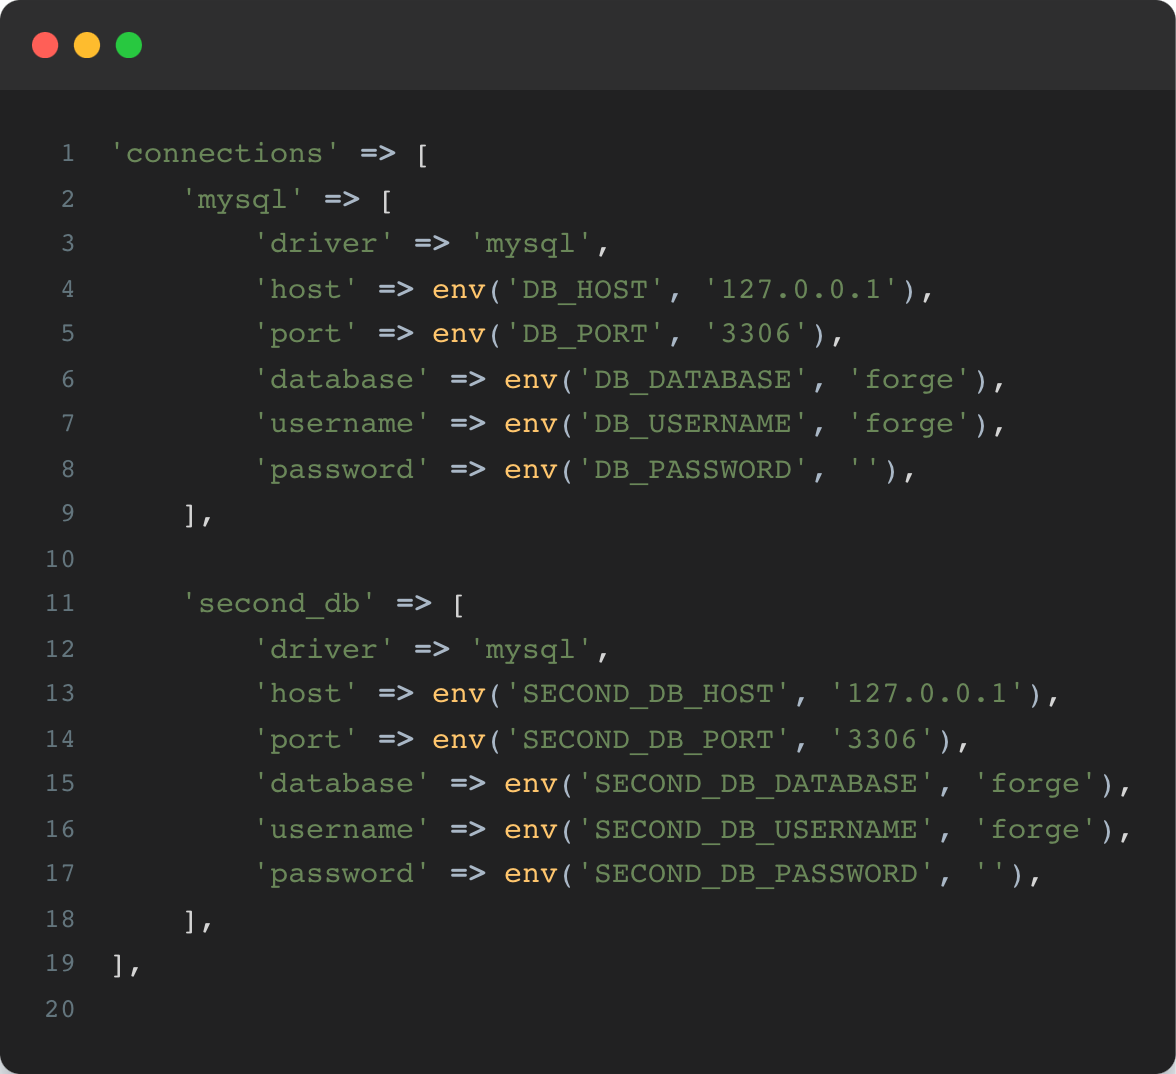 1 'connections' => [
2     'mysql' => [
3         'driver' => 'mysql',
4         'host' => env('DB_HOST', '127.0.0.1'),
5         'port' => env('DB_PORT', '3306'),
6         'database' => env('DB_DATABASE', 'forge'),
7         'username' => env('DB_USERNAME', 'forge'),
8         'password' => env('DB_PASSWORD', ''),
9     ],
10
11     'second_db' => [
12         'driver' => 'mysql',
13         'host' => env('SECOND_DB_HOST', '127.0.0.1'),
14         'port' => env('SECOND_DB_PORT', '3306'),
15         'database' => env('SECOND_DB_DATABASE', 'forge'),
16         'username' => env('SECOND_DB_USERNAME', 'forge'),
17         'password' => env('SECOND_DB_PASSWORD', ''),
18     ],
19 ],
20